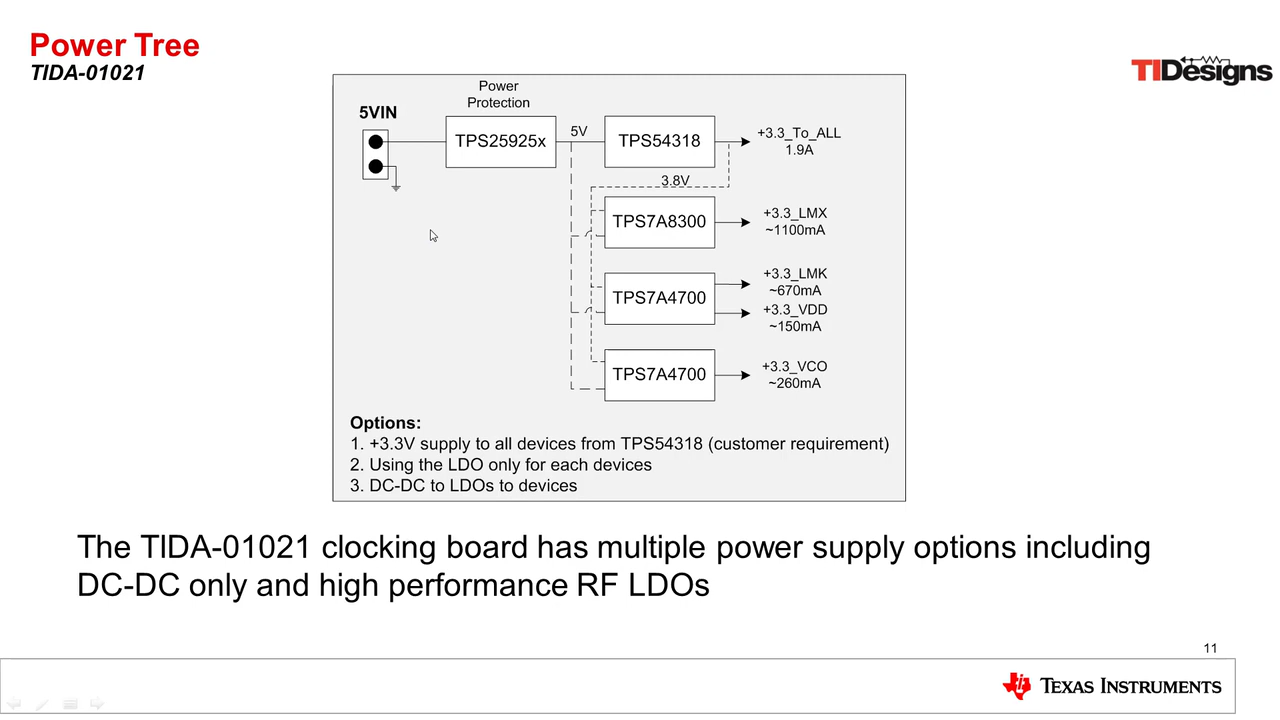 Power Tree
TIDA-01021
TIDesigns
Power
Protection
5VIN
TPS25925x
5V
TPS54318
+3.3_To_ALL
1.9A
3.8V
TPS7A8300
+3.3_LMX
~1100mA
TPS7A4700
+3.3_LMK
~670mA
+3.3_VDD
~150mA
TPS7A4700
+3.3_VCO
~260mA
Options:
1. +3.3V supply to all devices from TPS54318 (customer requirement)
2. Using the LDO only for each devices
3. DC-DC to LDOs to devices
The TIDA-01021 clocking board has multiple power supply options including
DC-DC only and high performance RF LDOs
11
TEXAS INSTRUMENTS